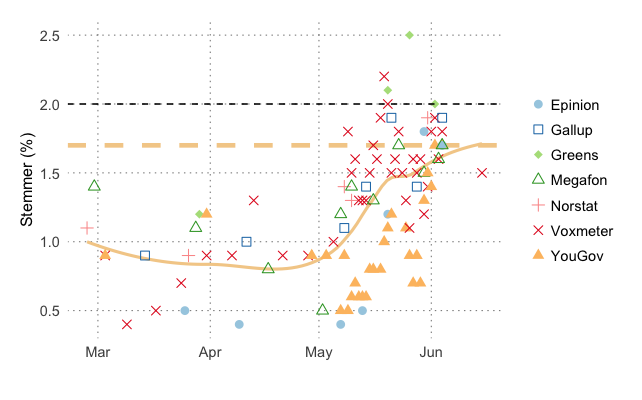 2.5
2.0
1.5
1.0
0.5
Stemmer (%)
Mar
Apr
May
Jun
Epinion
Gallup
Greens
Megafon
Norstat
Voxmeter
YouGov